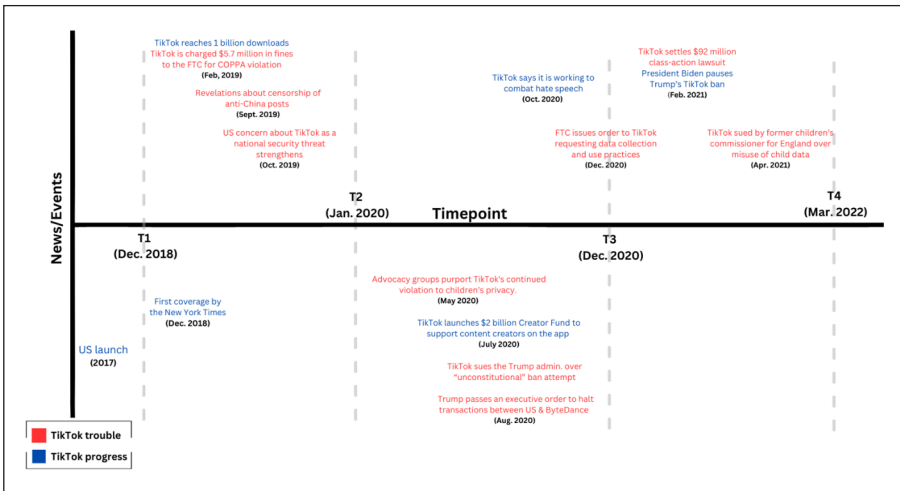 TikTok reaches 1 billion downloads
TikTok is charged $5.7 million in fines
to the FTC for COPPA violation
(Feb, 2019)
Revelations about censorship of
anti-China posts
(Sept. 2019)
US concern about TikTok as a
national security threat
strengthens
(Oct. 2019)
TikTok says it is working to
combat hate speech
(Oct. 2020)
TikTok settles $92 million
class-action lawsuit
President Biden pauses
Trump's TikTok ban
(Feb. 2021)
FTC issues order to TikTok
requesting data collection
and use practices
(Dec. 2020)
TikTok sued by former children's
commissioner for England over
misuse of child data
(Apr. 2021)
News/Events
T2
(Jan. 2020)
Timepoint
T4
(Mar. 2022)
T1
(Dec. 2018)
T3
(Dec. 2020)
First coverage by
the New York Times
(Dec. 2018)
US launch
(2017)
Advocacy groups purport TikTok's continued
violation to children's privacy.
(May 2020)
TikTok launches $2 billion Creator Fund to
support content creators on the app
(July 2020)
TikTok sues the Trump admin. over
"unconstitutional" ban attempt
Trump passes an executive order to halt
transactions between US & ByteDance
(Aug. 2020)
TikTok trouble
TikTok progress